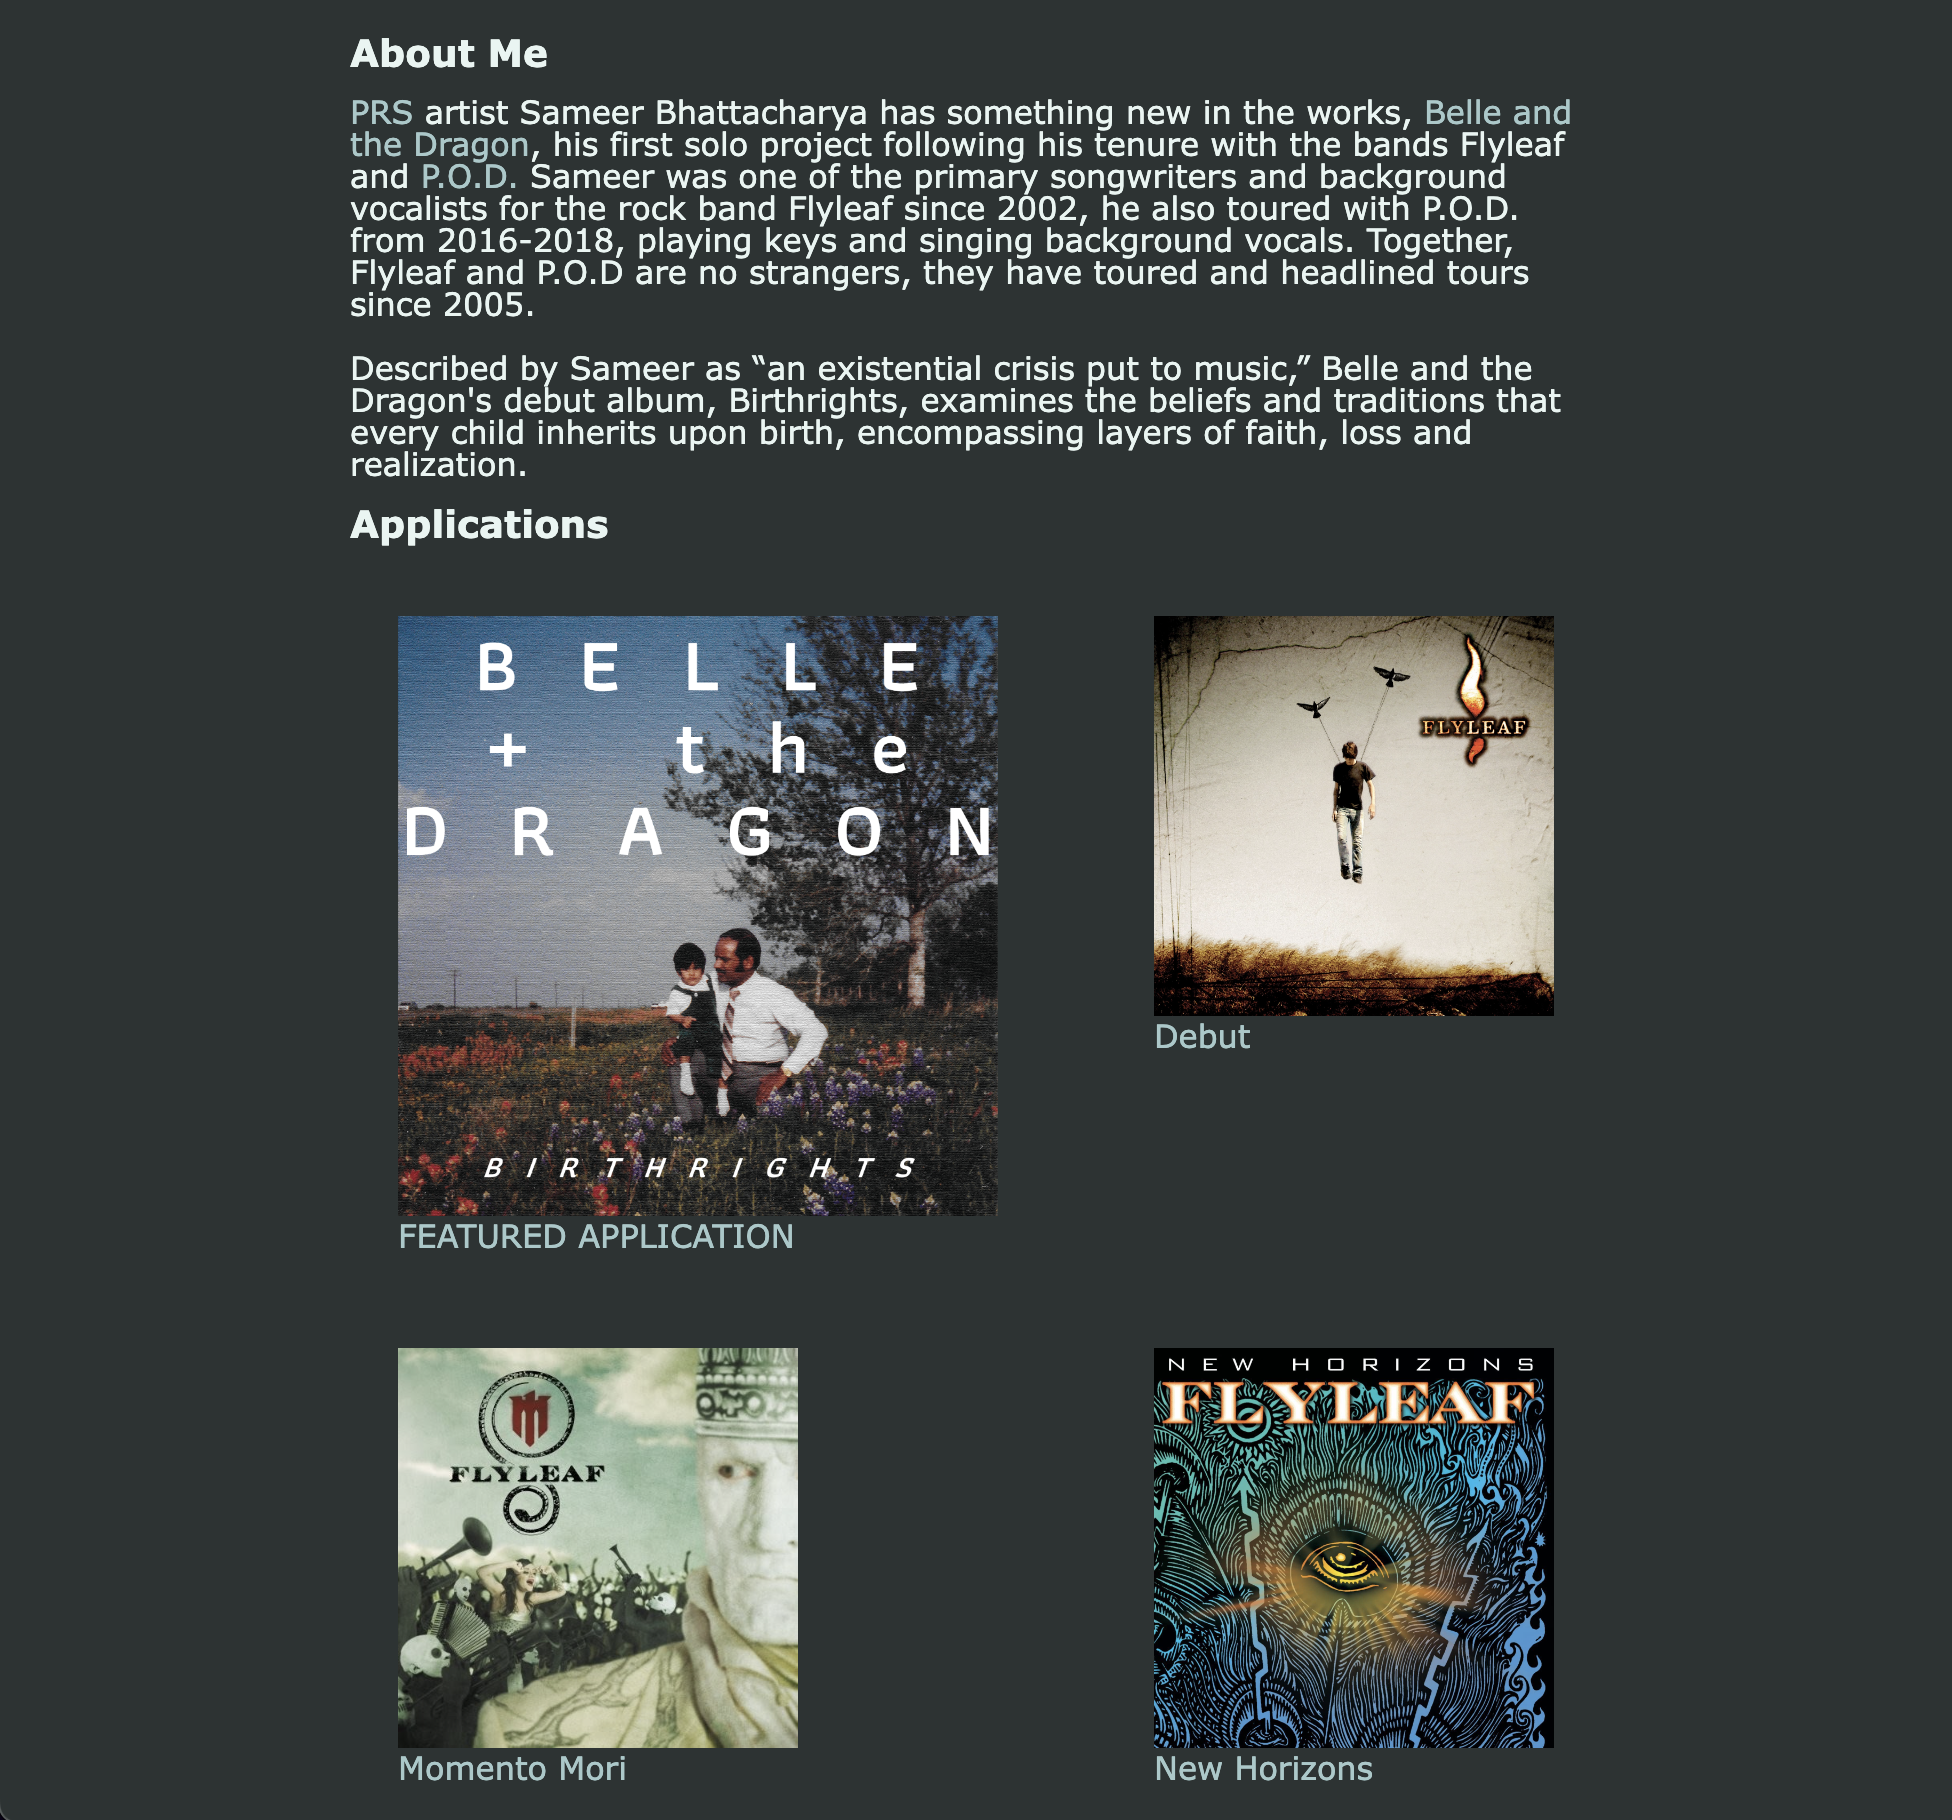 About Me
PRS artist Sameer Bhattacharya has something new in the works, Belle and
the Dragon, his first solo project following his tenure with the bands Flyleaf
and P.O.D. Sameer was one of the primary songwriters and background
vocalists for the rock band Flyleaf since 2002, he also toured with P.O.D.
from 2016-2018, playing keys and singing background vocals. Together,
Flyleaf and P.O.D are no strangers, they have toured and headlined tours
since 2005.
Described by Sameer as “an existential crisis put to music,” Belle and the
Dragon's debut album, Birthrights, examines the beliefs and traditions that
every child inherits upon birth, encompassing layers of faith, loss and
realization.
Applications
BELLE
+ the
DRAGON
BIRTHRIGHTS
FEATURED APPLICATION
FLYLEAF
Debut
M
FLYLEAF
Momento Mori
NEW HORIZONS
FLYLEAF
New Horizons